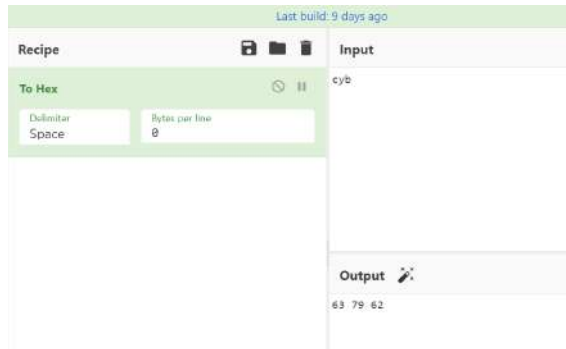 Last build: 9 days ago
Recipe
Input
To Hex
cyb
Delimiter
Space
Bytes per line
0
Output
63 79 62